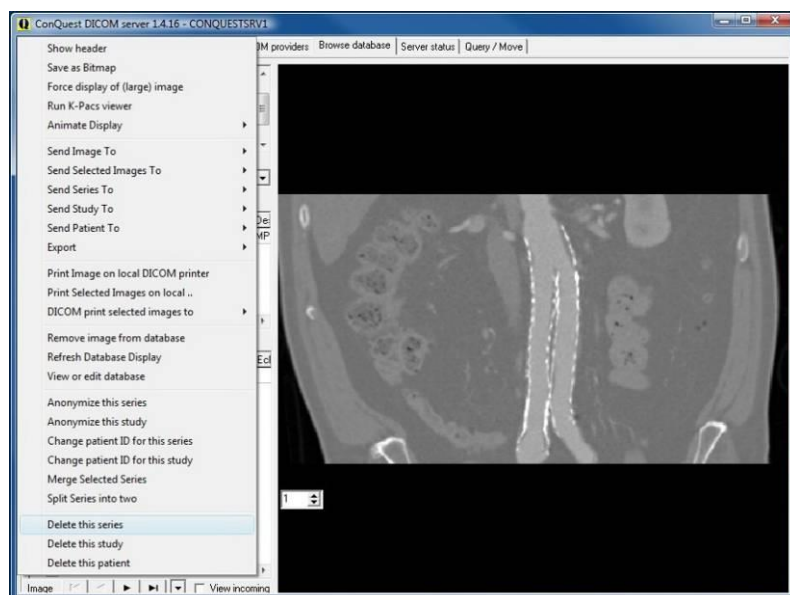 ConQuest DICOM server 1.4.16 - CONQUESTSRV1
OM providers Browse database Server status Query / Move
Show header
Save as Bitmap
Force display of (large) image
Run K-Pacs viewer
Animate Display
Send Image To
Send Selected Images To
Send Series To
Send Study To
Send Patient To
Export
Print Image on local DICOM printer
Print Selected Images on local ..
DICOM print selected images to
Remove image from database
Refresh Database Display
View or edit database
Anonymize this series
Anonymize this study
Change patient ID for this series
Change patient ID for this study
Merge Selected Series
Split Series into two
1
Delete this series
Delete this study
Delete this patient
Image View incoming